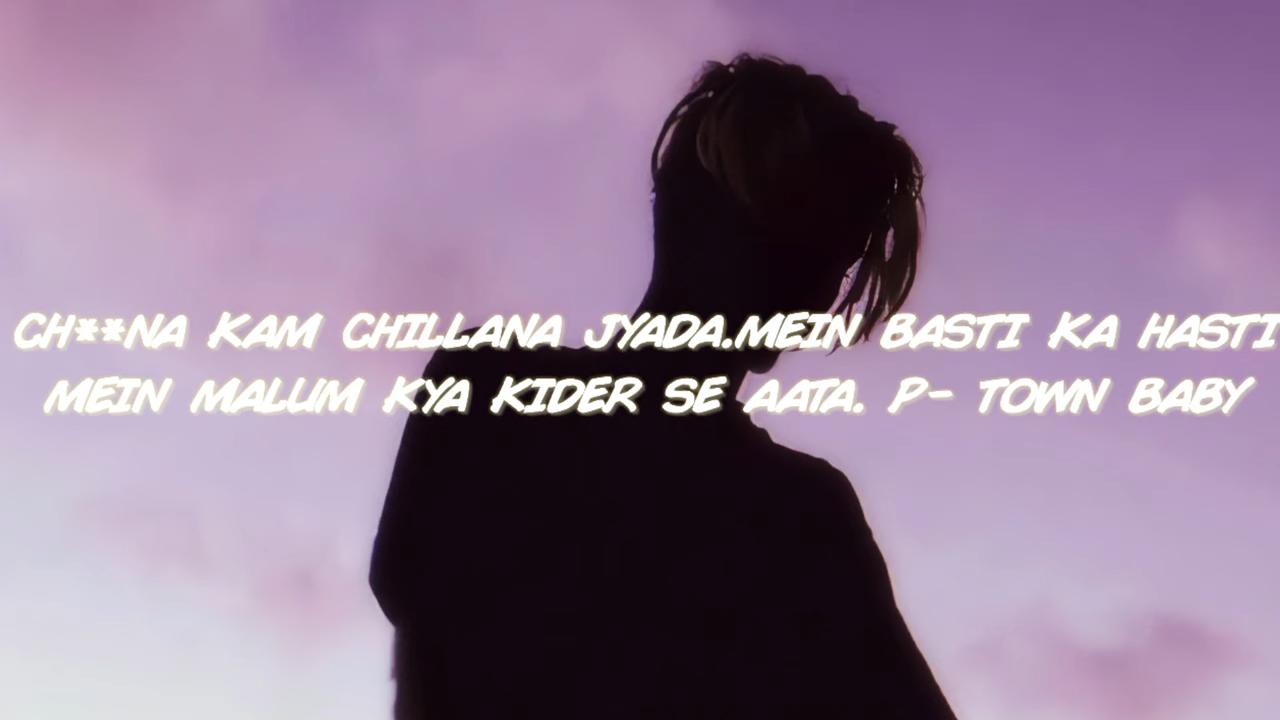 CH**NA KAM CHILLANA JYADA.MEIN BASTI KA HASTI
MEIN MALUM KYA KIDER SE AATA. P- TOWN BABY